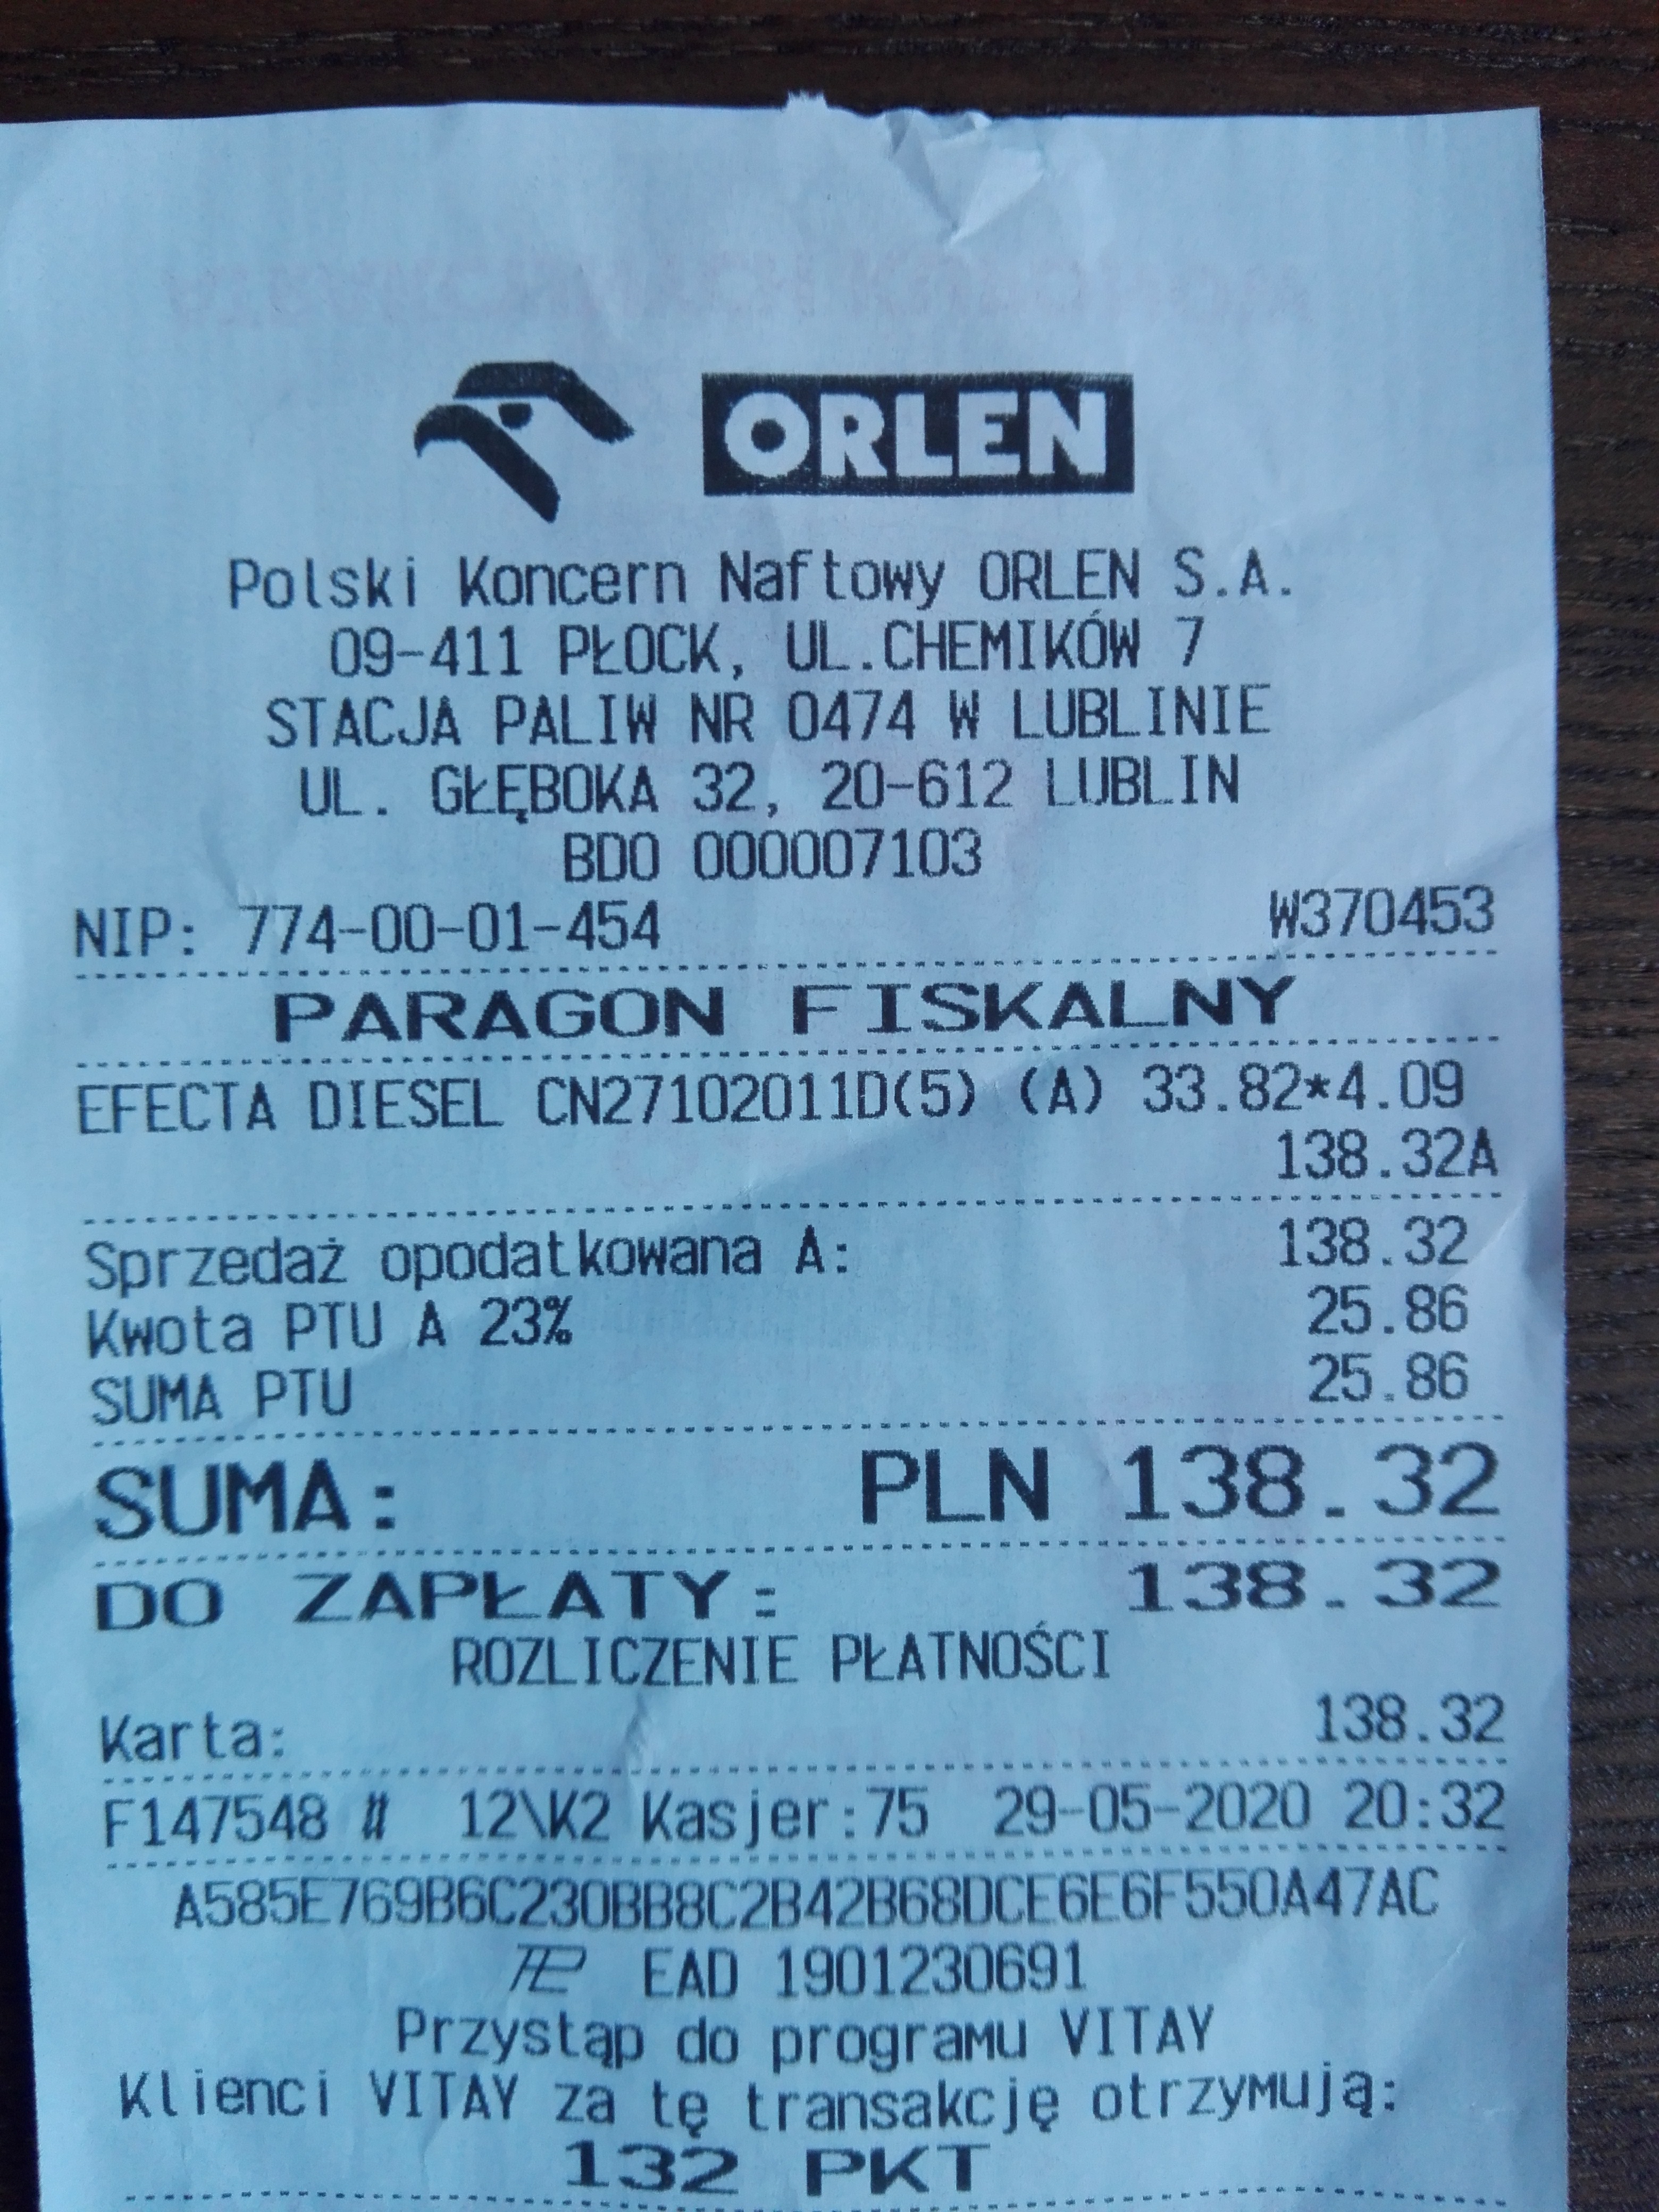 ORLEN
Polski Koncern Naftowy ORLEN S.A.
09-411 PŁOCK, UL.CHEMIKÓW 7
STACJA PALIW NR 0474 W LUBLINIE
UL. GŁĘBOKA 32, 20-612 LUBLIN
BDO 000007103
NIP: 774-00-01-454 W370453
PARAGON FISKALNY
EFECTA DIESEL CN27102011D(5) (A) 33.82*4.09
138.32A
Sprzedaż opodatkowana A: 138.32
Kwota PTU A 23% 25.86
SUMA PTU 25.86
SUMA: PLN 138.32
DO ZAPŁATY: 138.32
ROZLICZENIE PŁATNOŚCI
Karta: 138.32
F147548 # 12\K2 Kasjer:75 29-05-2020 20:32
A585E769B6C230BB8C2B42B68DCE6E6F550A47AC
EAD 1901230691
Przystąp do programu VITAY
Klienci VITAY za tę transakcję otrzymują:
132 PKT